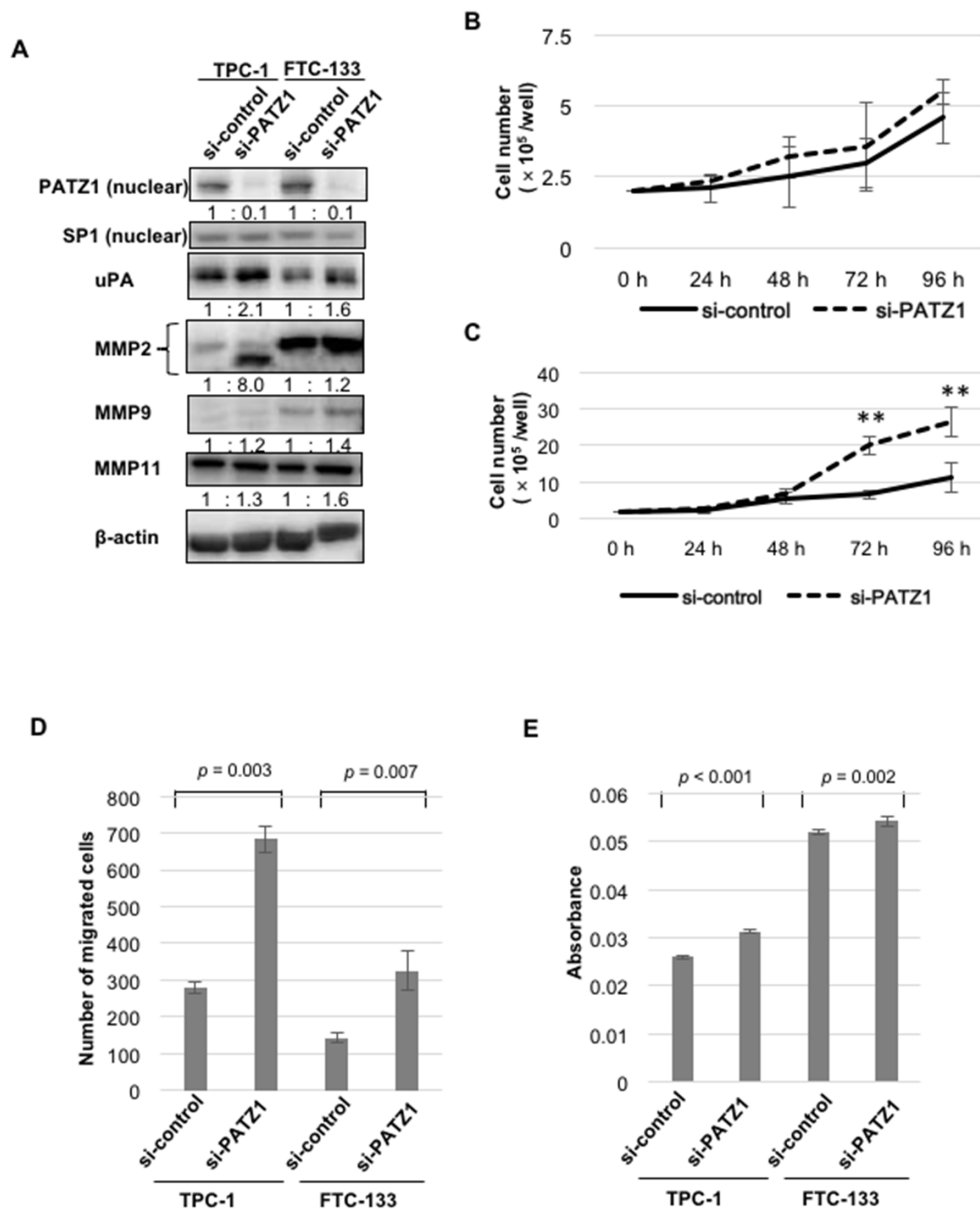 A
TPC-1 FTC-133
si-control si-PATZ1 si-control si-PATZ1
PATZ1 (nuclear)
1 : 0.1 1 : 0.1
SP1 (nuclear)
uPA
1 : 2.1 1 : 1.6
MMP2
1 : 8.0 1 : 1.2
MMP9
1 : 1.2 1 : 1.4
MMP11
1 : 1.3 1 : 1.6
β-actin
B
Cell number
( × 10⁵ /well)
7.5
5
2.5
0
0 h 24 h 48 h 72 h 96 h
si-control si-PATZ1
C
Cell number
( × 10⁵ /well)
40
30
20
10
0
** **
0 h 24 h 48 h 72 h 96 h
si-control si-PATZ1
D
p = 0.003 p = 0.007
Number of migrated cells
800
700
600
500
400
300
200
100
0
si-control si-PATZ1 si-control si-PATZ1
TPC-1 FTC-133
E
p < 0.001 p = 0.002
Absorbance
0.06
0.05
0.04
0.03
0.02
0.01
0
si-control si-PATZ1 si-control si-PATZ1
TPC-1 FTC-133